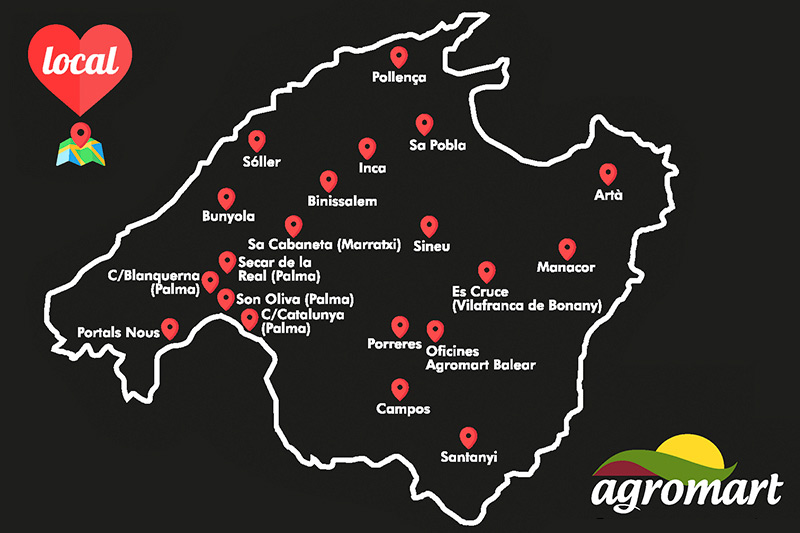 local
Pollença
Sa Pobla
Sóller
Inca
Artà
Binissalem
Bunyola
Sa Cabaneta (Marratxi)
Sineu
Manacor
Secar de la
Real (Palma)
C/Blanquerna
(Palma)
Es Cruce
(Vilafranca de Bonany)
Son Oliva (Palma)
C/Catalunya
(Palma)
Portals Nous
Porreres
Oficines
Agromart Balear
Campos
Santanyi
agromart